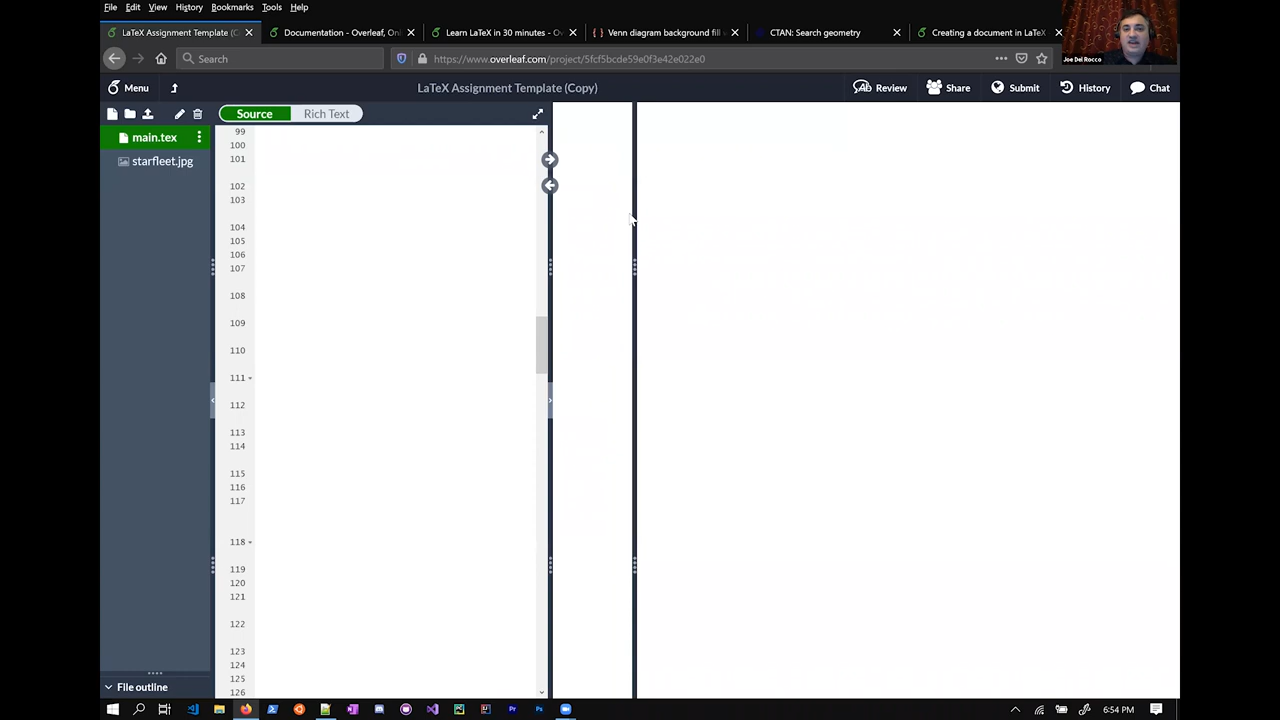 File Edit View History Bookmarks Tools Help
LaTeX Assignment Template (C
Documentation - Overleaf, Onl
Learn LaTeX in 30 minutes - Ov
{ } Venn diagram background fill
CTAN: Search geometry
Creating a document in LaTeX
Joe Del Rocco
Search
https://www.overleaf.com/project/5fcf5bcde59e0f3e42e022e0
Menu
LaTeX Assignment Template (Copy)
Review
Share
Submit
History
Chat
Source
Rich Text
main.tex
starfleet.jpg
99
100
101
102
103
104
105
106
107
108
109
110
111
112
113
114
115
116
117
118
119
120
121
122
123
124
125
126
File outline
6:54 PM